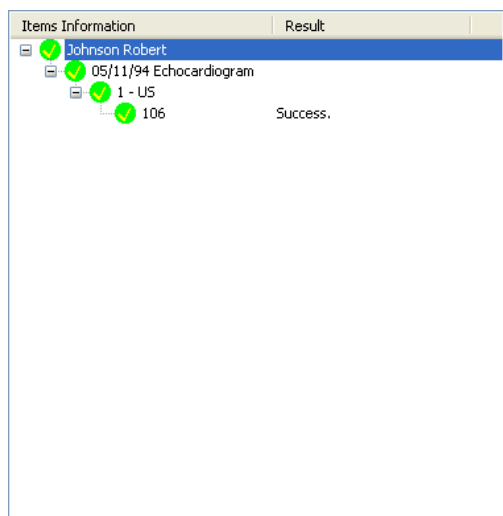 Items Information Result
Johnson Robert
05/11/94 Echocardiogram
1 - US
106 Success.